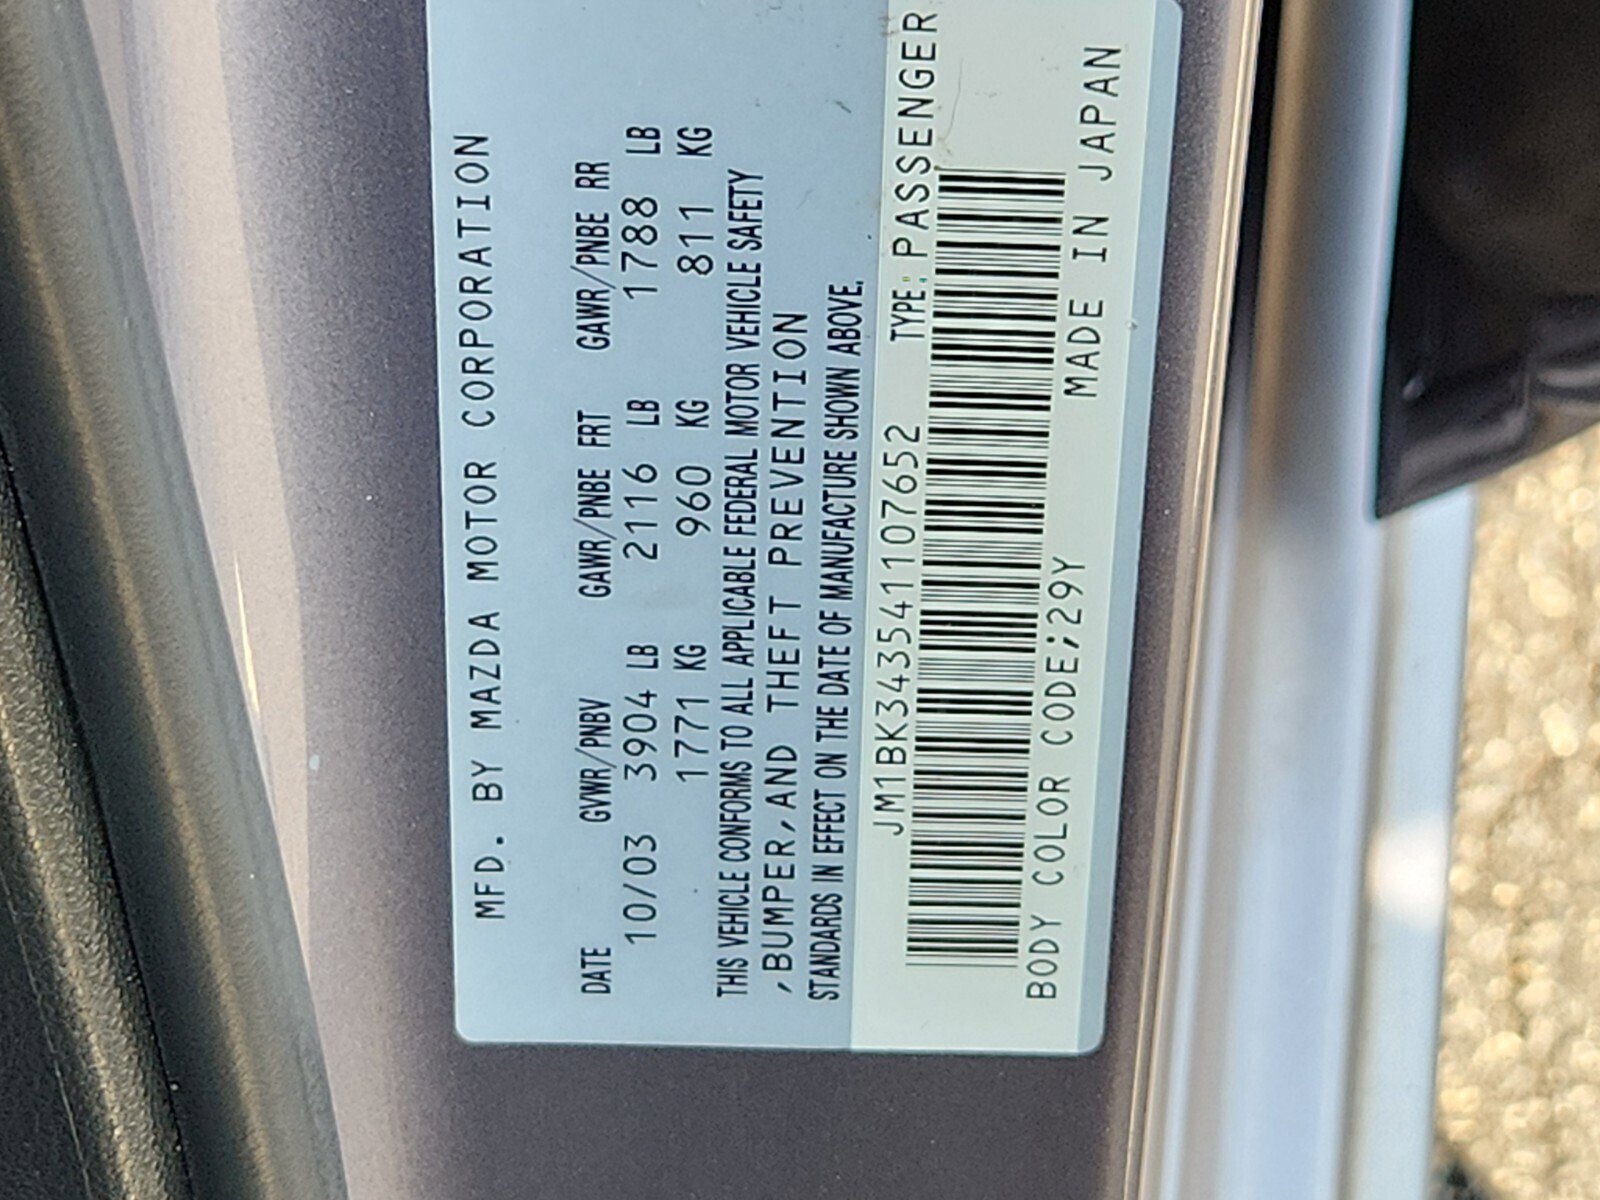 MFD. BY MAZDA MOTOR CORPORATION
DATE GVWR/PNBV GAWR/PNBE FRT GAWR/PNBE RR
10/03 3904 LB 2116 LB 1788 LB
1771 KG 960 KG 811 KG
THIS VEHICLE CONFORMS TO ALL APPLICABLE FEDERAL MOTOR VEHICLE SAFETY
,BUMPER,AND THEFT PREVENTION
STANDARDS IN EFFECT ON THE DATE OF MANUFACTURE SHOWN ABOVE.
JM1BK343541107652 TYPE: PASSENGER
BODY COLOR CODE;29Y MADE IN JAPAN